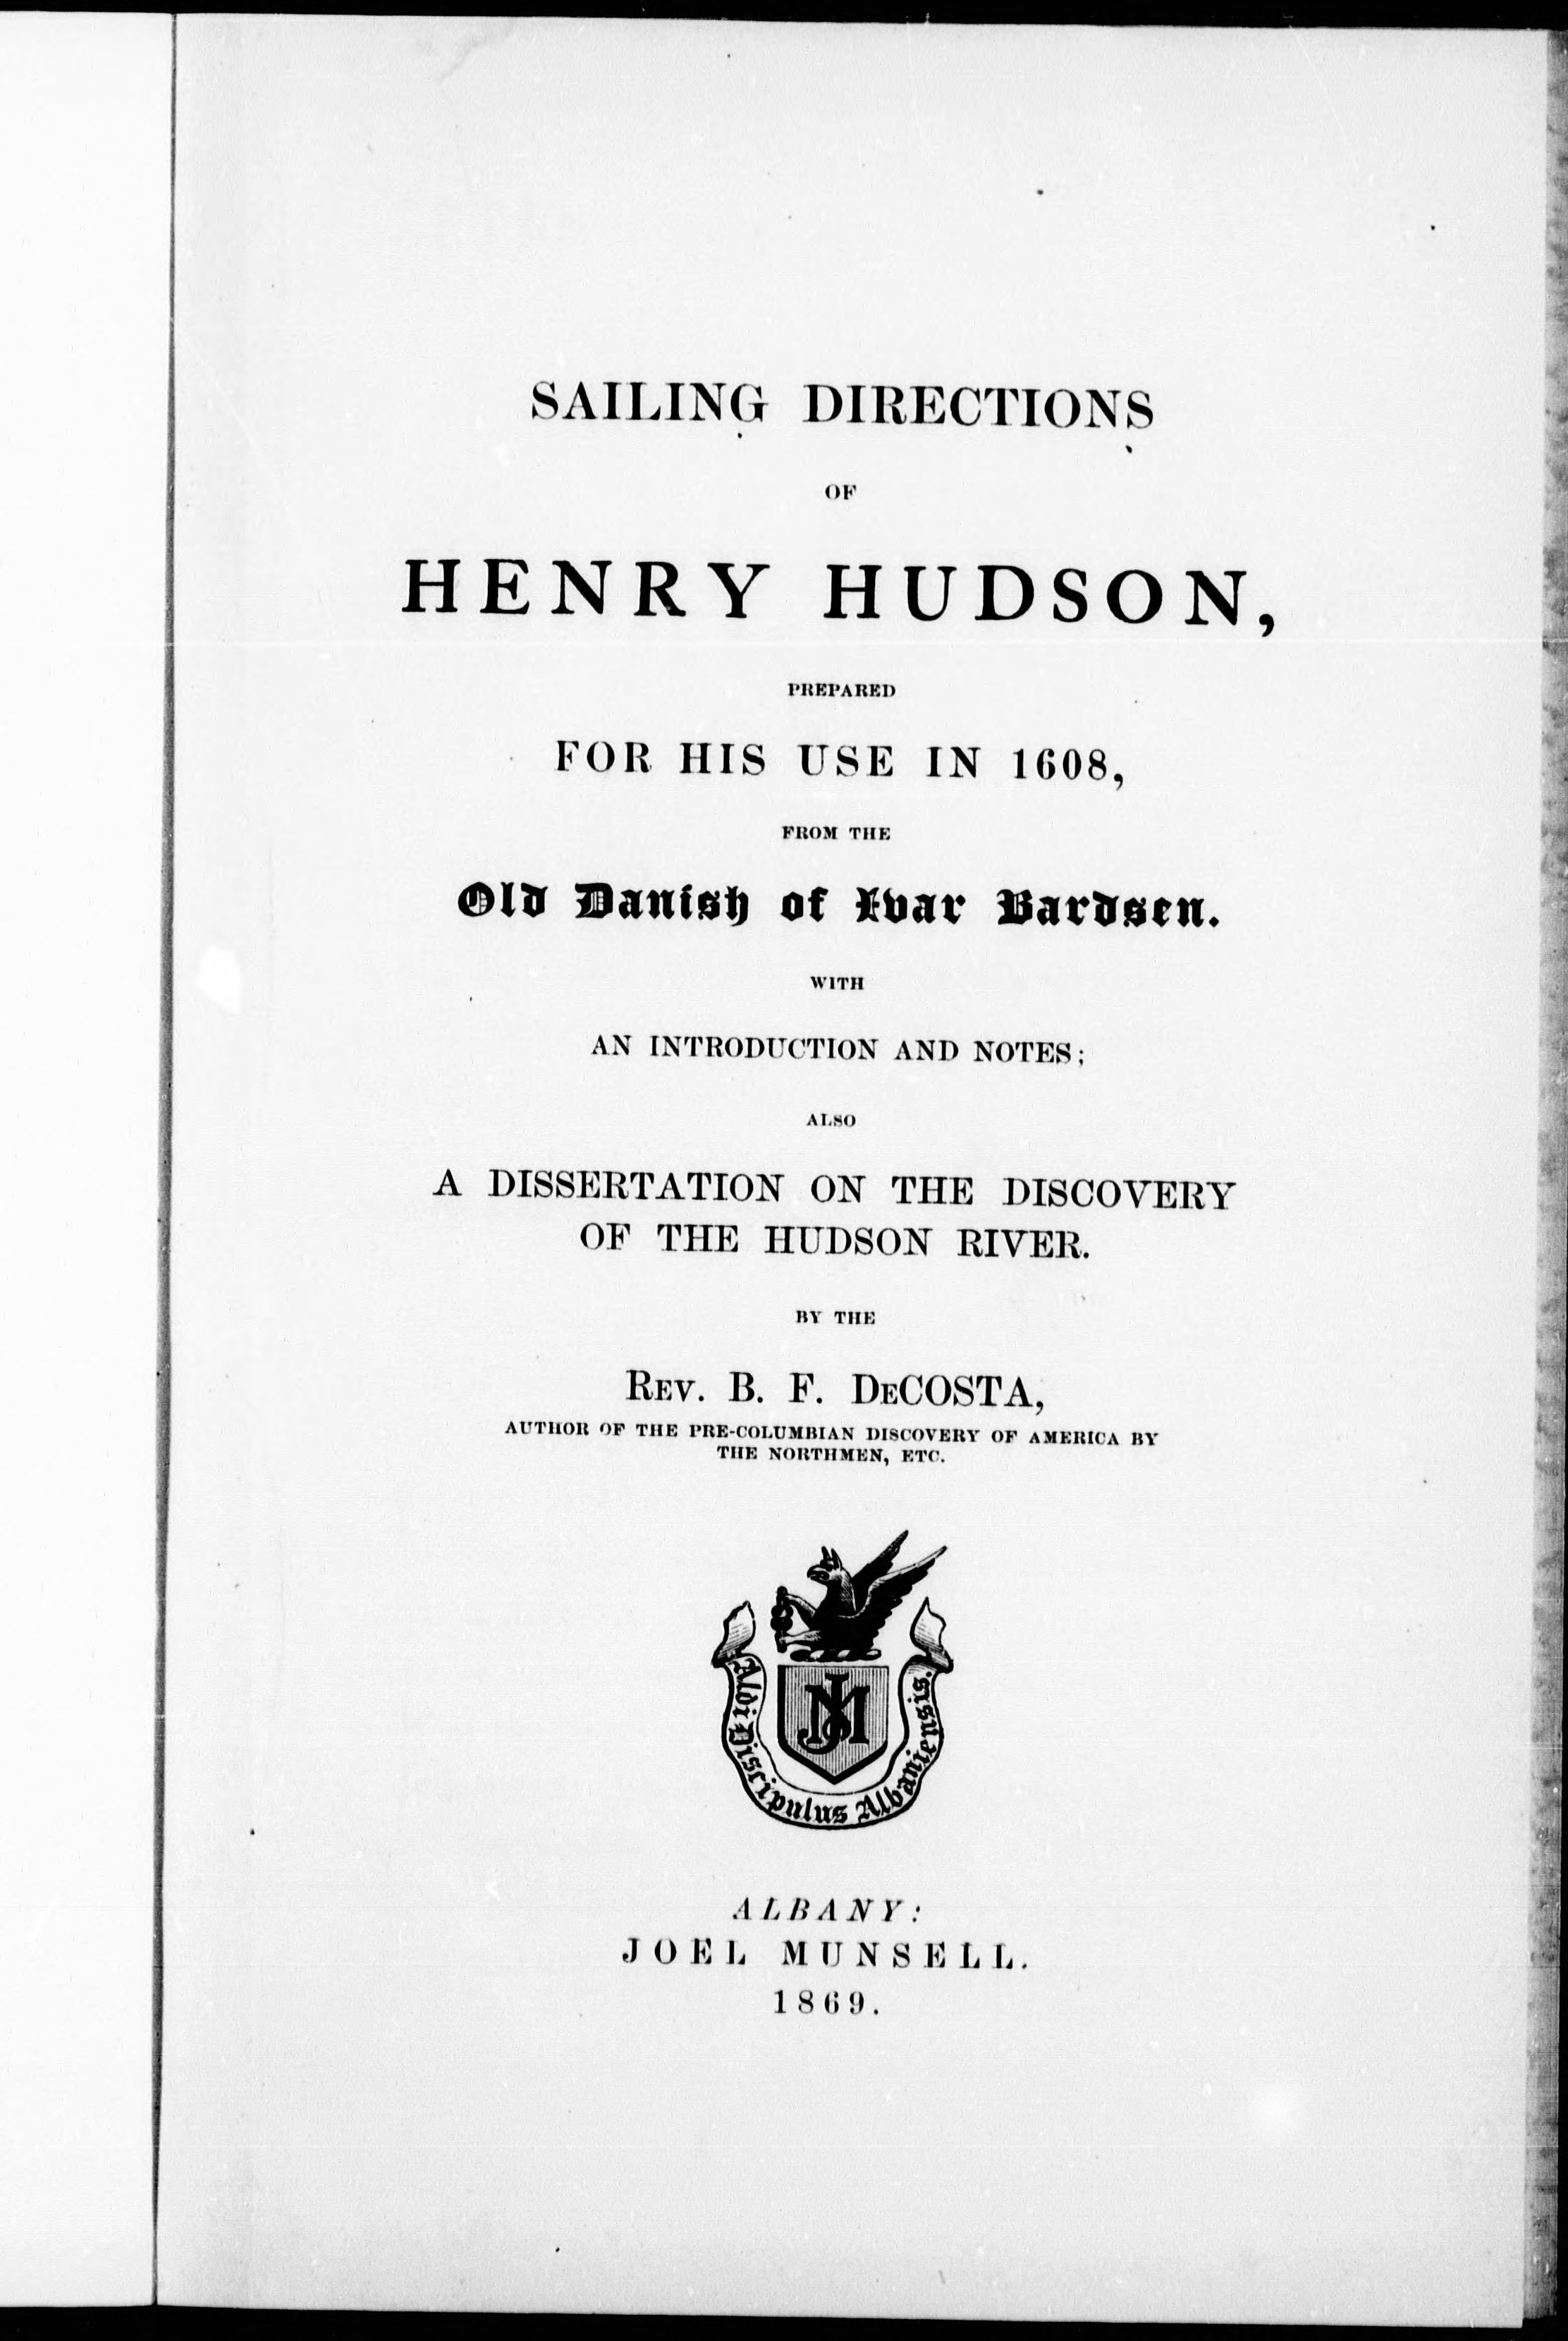 SAILING DIRECTIONS
OF
HENRY HUDSON,
PREPARED
FOR HIS USE IN 1608,
FROM THE
Old Danish of Ivar Bardsen.
WITH
AN INTRODUCTION AND NOTES;
ALSO
A DISSERTATION ON THE DISCOVERY
OF THE HUDSON RIVER.
BY THE
REV. B. F. DECOSTA,
AUTHOR OF THE PRE-COLUMBIAN DISCOVERY OF AMERICA BY
THE NORTHMEN, ETC.
JM
Aldi Discipulus Albaniensis.
ALBANY:
JOEL MUNSELL.
1869.